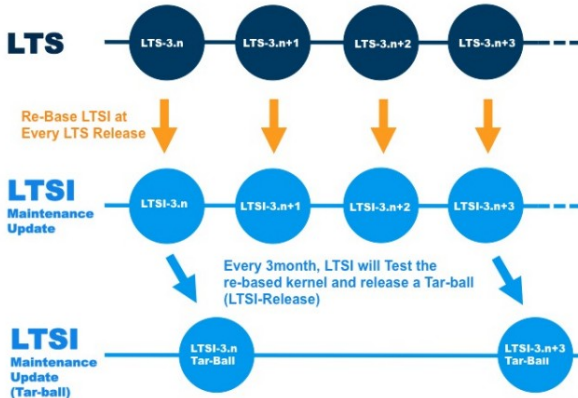 LTS
LTS-3.n
LTS-3.n+1
LTS-3.n+2
LTS-3.n+3
Re-Base LTSI at
Every LTS Release
LTSI
Maintenance
Update
LTSI-3.n
LTSI-3.n+1
LTSI-3.n+2
LTSI-3.n+3
Every 3month, LTSI will Test the
re-based kernel and release a Tar-ball
(LTSI-Release)
LTSI
Maintenance
Update
(Tar-ball)
LTSI-3.n
Tar-Ball
LTSI-3.n+3
Tar-Ball